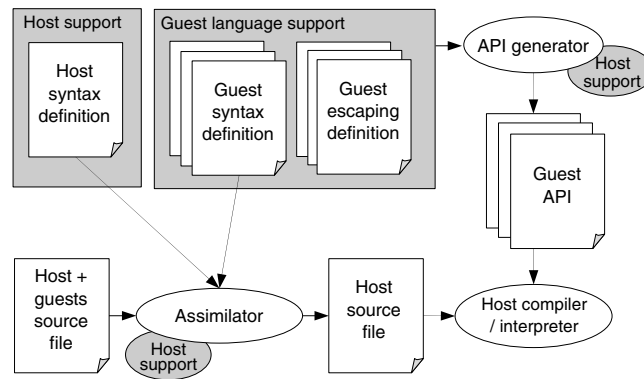 Host support
Guest language support
Host
syntax
definition
Guest
syntax
definition
Guest
escaping
definition
API generator
Host
support
Guest
API
Host +
guests
source
file
Assimilator
Host
support
Host
source
file
Host compiler
/ interpreter